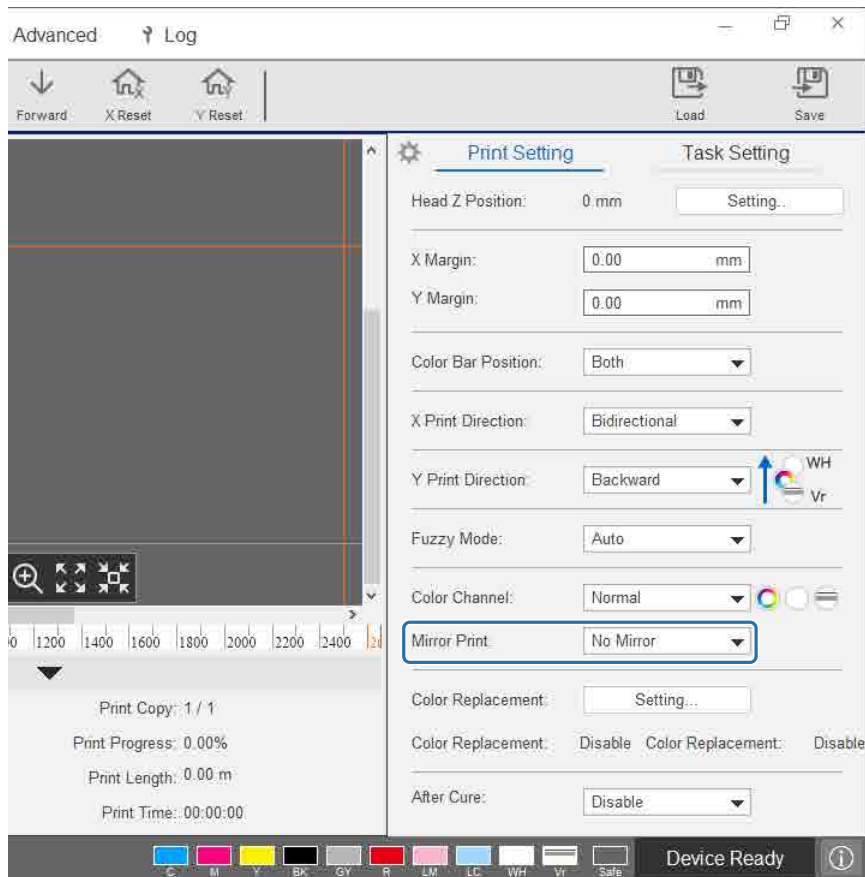 Advanced Log
Forward X Reset Y Reset Load Save
Print Setting Task Setting
Head Z Position: 0 mm Setting..
X Margin: 0.00 mm
Y Margin: 0.00 mm
Color Bar Position: Both
X Print Direction: Bidirectional
Y Print Direction: Backward WH Vr
Fuzzy Mode: Auto
Color Channel: Normal
1200 1400 1600 1800 2000 2200 2400
Mirror Print No Mirror
Color Replacement: Setting...
Color Replacement: Disable Color Replacement: Disable
After Cure: Disable
Print Copy: 1 / 1
Print Progress: 0.00%
Print Length: 0.00 m
Print Time: 00:00:00
C M Y BK GY R LM LC WH Vr Safe Device Ready